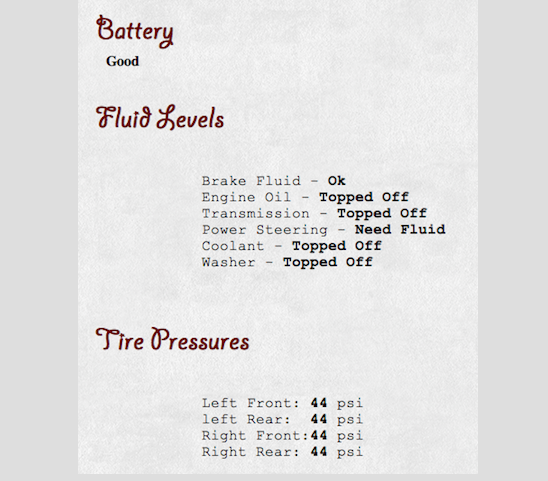 Battery
Good
Fluid Levels
Brake Fluid - Ok
Engine Oil - Topped Off
Transmission - Topped Off
Power Steering - Need Fluid
Coolant - Topped Off
Washer - Topped Off
Tire Pressures
Left Front: 44 psi
left Rear: 44 psi
Right Front:44 psi
Right Rear: 44 psi